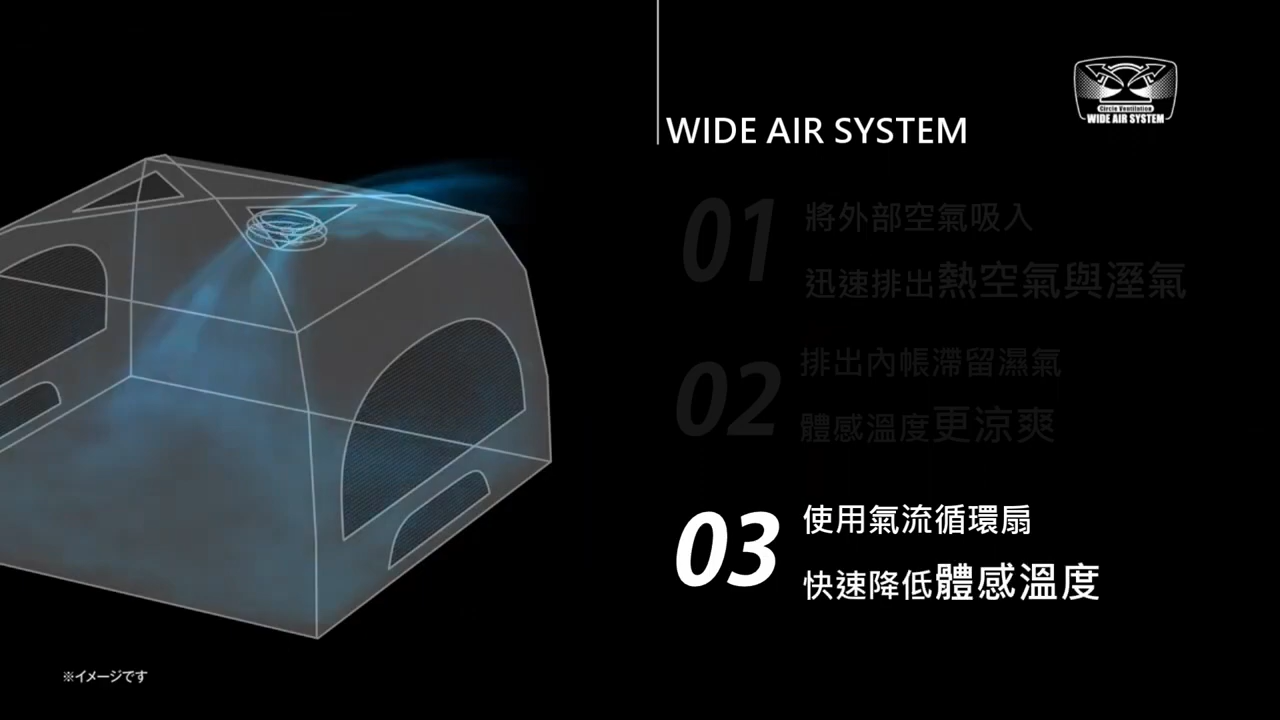 WIDE AIR SYSTEM
Circle Ventilation
WIDE AIR SYSTEM
01
將外部空氣吸入
迅速排出熱空氣與溼氣
02
排出內帳滯留濕氣
體感溫度更涼爽
03
使用氣流循環扇
快速降低體感溫度
※イメージです